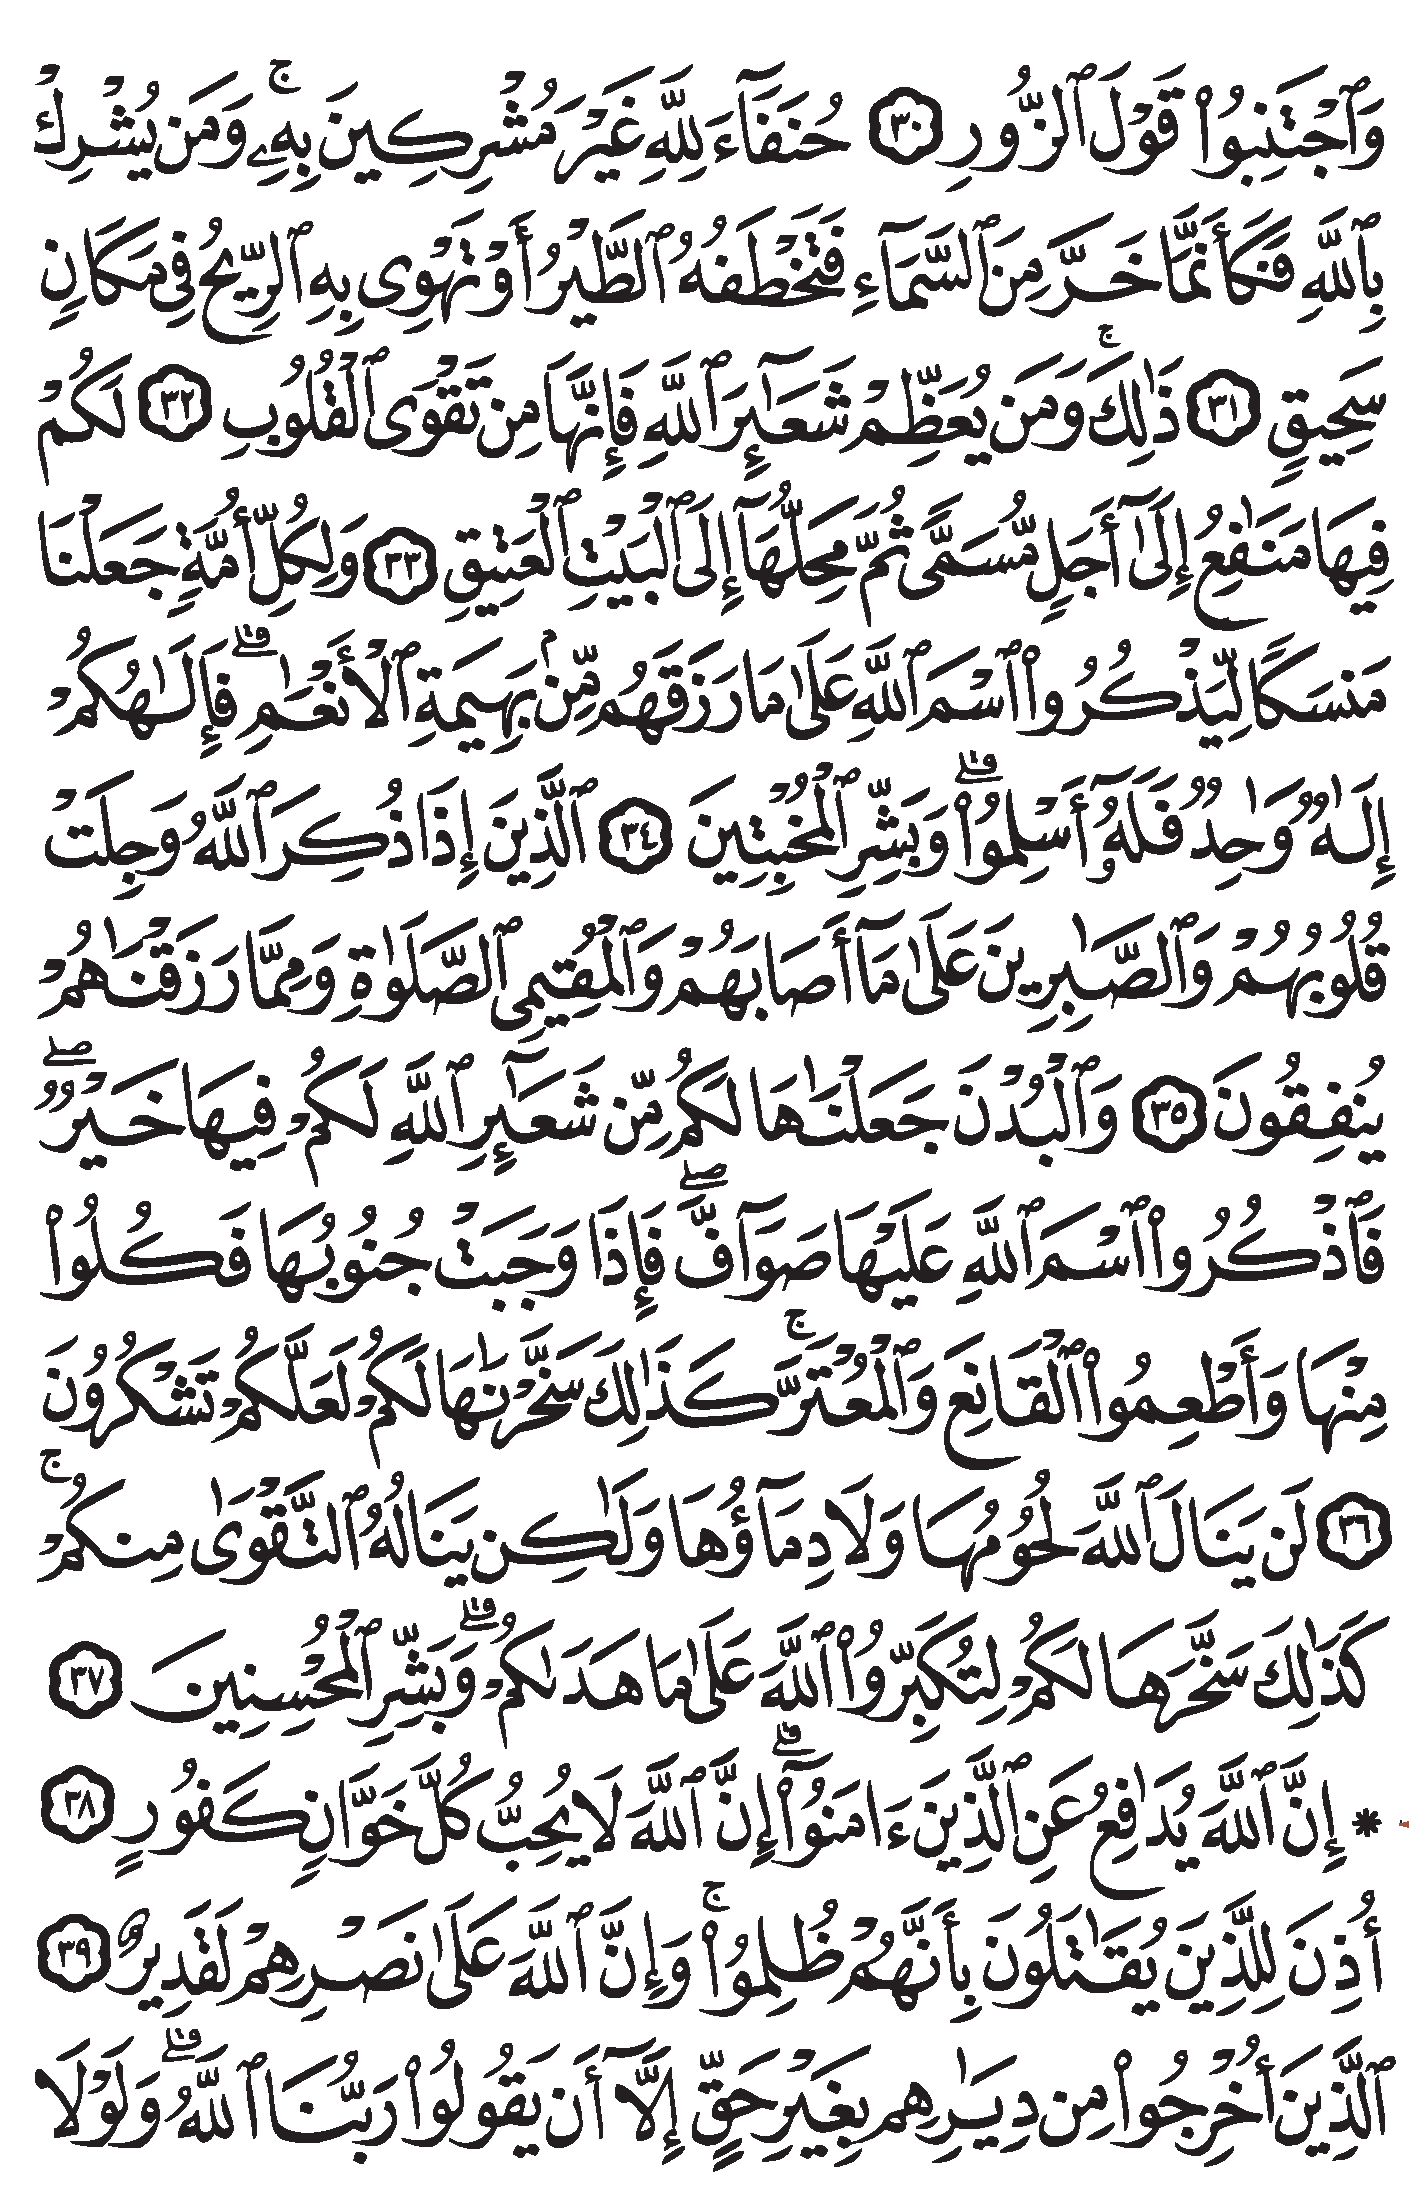 وَٱجْتَنِبُوا۟ قَوْلَ ٱلزُّورِ ٣٠ حُنَفَآءَ لِلَّهِ غَيْرَ مُشْرِكِينَ بِهِۦ ۚ وَمَن يُشْرِكْ
بِٱللَّهِ فَكَأَنَّمَا خَرَّ مِنَ ٱلسَّمَآءِ فَتَخْطَفُهُ ٱلطَّيْرُ أَوْ تَهْوِى بِهِ ٱلرِّيحُ فِى مَكَانٍ
سَحِيقٍ ٣١ ذَٰلِكَ ۚ وَمَن يُعَظِّمْ شَعَـٰٓئِرَ ٱللَّهِ فَإِنَّهَا مِن تَقْوَى ٱلْقُلُوبِ ٣٢ لَكُمْ
فِيهَا مَنَـٰفِعُ إِلَىٰٓ أَجَلٍ مُّسَمًّى ثُمَّ مَحِلُّهَآ إِلَى ٱلْبَيْتِ ٱلْعَتِيقِ ٣٣ وَلِكُلِّ أُمَّةٍ جَعَلْنَا
مَنسَكًا لِّيَذْكُرُوا۟ ٱسْمَ ٱللَّهِ عَلَىٰ مَا رَزَقَهُم مِّنۢ بَهِيمَةِ ٱلْأَنْعَـٰمِ ۗ فَإِلَـٰهُكُمْ
إِلَـٰهٌ وَٰحِدٌ فَلَهُۥٓ أَسْلِمُوا۟ ۗ وَبَشِّرِ ٱلْمُخْبِتِينَ ٣٤ ٱلَّذِينَ إِذَا ذُكِرَ ٱللَّهُ وَجِلَتْ
قُلُوبُهُمْ وَٱلصَّـٰبِرِينَ عَلَىٰ مَآ أَصَابَهُمْ وَٱلْمُقِيمِى ٱلصَّلَوٰةِ وَمِمَّا رَزَقْنَـٰهُمْ
يُنفِقُونَ ٣٥ وَٱلْبُدْنَ جَعَلْنَـٰهَا لَكُم مِّن شَعَـٰٓئِرِ ٱللَّهِ لَكُمْ فِيهَا خَيْرٌ ۖ
فَٱذْكُرُوا۟ ٱسْمَ ٱللَّهِ عَلَيْهَا صَوَآفَّ ۖ فَإِذَا وَجَبَتْ جُنُوبُهَا فَكُلُوا۟
مِنْهَا وَأَطْعِمُوا۟ ٱلْقَانِعَ وَٱلْمُعْتَرَّ ۚ كَذَٰلِكَ سَخَّرْنَـٰهَا لَكُمْ لَعَلَّكُمْ تَشْكُرُونَ
٣٦ لَن يَنَالَ ٱللَّهَ لُحُومُهَا وَلَا دِمَآؤُهَا وَلَـٰكِن يَنَالُهُ ٱلتَّقْوَىٰ مِنكُمْ ۚ
كَذَٰلِكَ سَخَّرَهَا لَكُمْ لِتُكَبِّرُوا۟ ٱللَّهَ عَلَىٰ مَا هَدَىٰكُمْ ۗ وَبَشِّرِ ٱلْمُحْسِنِينَ ٣٧
* إِنَّ ٱللَّهَ يُدَٰفِعُ عَنِ ٱلَّذِينَ ءَامَنُوٓا۟ ۗ إِنَّ ٱللَّهَ لَا يُحِبُّ كُلَّ خَوَّانٍ كَفُورٍ ٣٨
أُذِنَ لِلَّذِينَ يُقَـٰتَلُونَ بِأَنَّهُمْ ظُلِمُوا۟ ۚ وَإِنَّ ٱللَّهَ عَلَىٰ نَصْرِهِمْ لَقَدِيرٌ ٣٩
ٱلَّذِينَ أُخْرِجُوا۟ مِن دِيَـٰرِهِم بِغَيْرِ حَقٍّ إِلَّآ أَن يَقُولُوا۟ رَبُّنَا ٱللَّهُ ۗ وَلَوْلَا